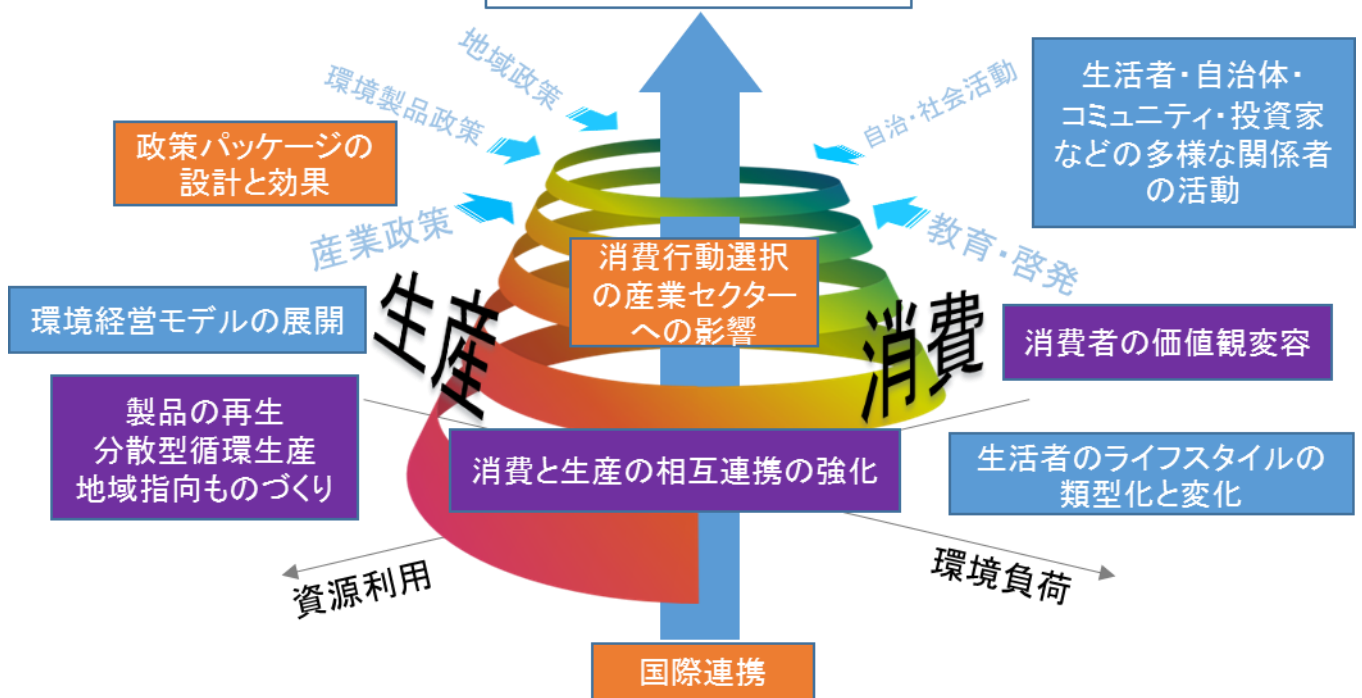 地域政策
環境製品政策
自治・社会活動
生活者・自治体・
コミュニティ・投資家
などの多様な関係者
の活動
政策パッケージの
設計と効果
産業政策
教育・啓発
消費行動選択
の産業セクター
への影響
環境経営モデルの展開
生産
消費
消費者の価値観変容
製品の再生
分散型循環生産
地域指向ものづくり
消費と生産の相互連携の強化
生活者のライフスタイルの
類型化と変化
資源利用
環境負荷
国際連携